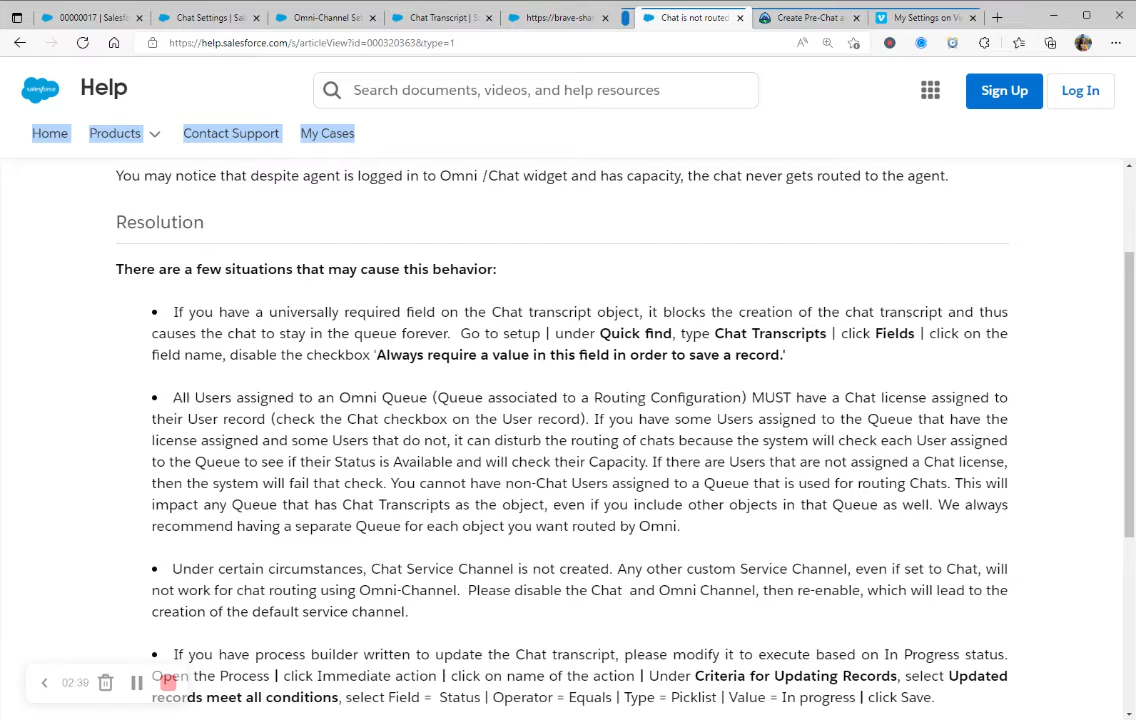 00000017 | Salesf
Chat Settings | Sal
Omni-Channel Se
Chat Transcript | S
https://brave-shar
Chat is not routed
Create Pre-Chat a
My Settings on Vi
https://help.salesforce.com/s/articleView?id=000320363&type=1
salesforce
Help
Search documents, videos, and help resources
Sign Up
Log In
Home
Products
Contact Support
My Cases
You may notice that despite agent is logged in to Omni /Chat widget and has capacity, the chat never gets routed to the agent.
Resolution
There are a few situations that may cause this behavior:
• If you have a universally required field on the Chat transcript object, it blocks the creation of the chat transcript and thus
causes the chat to stay in the queue forever. Go to setup | under Quick find, type Chat Transcripts | click Fields | click on the
field name, disable the checkbox 'Always require a value in this field in order to save a record.'
• All Users assigned to an Omni Queue (Queue associated to a Routing Configuration) MUST have a Chat license assigned to
their User record (check the Chat checkbox on the User record). If you have some Users assigned to the Queue that have the
license assigned and some Users that do not, it can disturb the routing of chats because the system will check each User assigned
to the Queue to see if their Status is Available and will check their Capacity. If there are Users that are not assigned a Chat license,
then the system will fail that check. You cannot have non-Chat Users assigned to a Queue that is used for routing Chats. This will
impact any Queue that has Chat Transcripts as the object, even if you include other objects in that Queue as well. We always
recommend having a separate Queue for each object you want routed by Omni.
• Under certain circumstances, Chat Service Channel is not created. Any other custom Service Channel, even if set to Chat, will
not work for chat routing using Omni-Channel. Please disable the Chat and Omni Channel, then re-enable, which will lead to the
creation of the default service channel.
• If you have process builder written to update the Chat transcript, please modify it to execute based on In Progress status.
Open the Process | click Immediate action | click on name of the action | Under Criteria for Updating Records, select Updated
records meet all conditions, select Field = Status | Operator = Equals | Type = Picklist | Value = In progress | click Save.
02:39